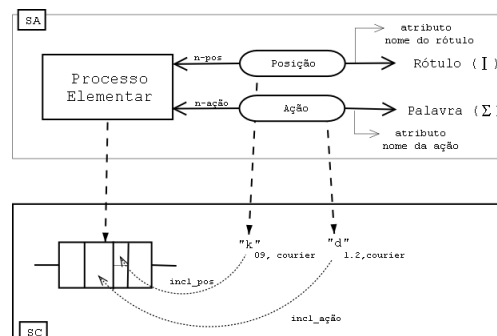 SA
atributo
nome do rótulo
n-pos
Posição
Rótulo (I)
Processo
Elementar
n-ação
Ação
Palavra (Σ)
atributo
nome da ação
"k"
09, courier
"d"
1.2,courier
incl_pos
incl_ação
SC